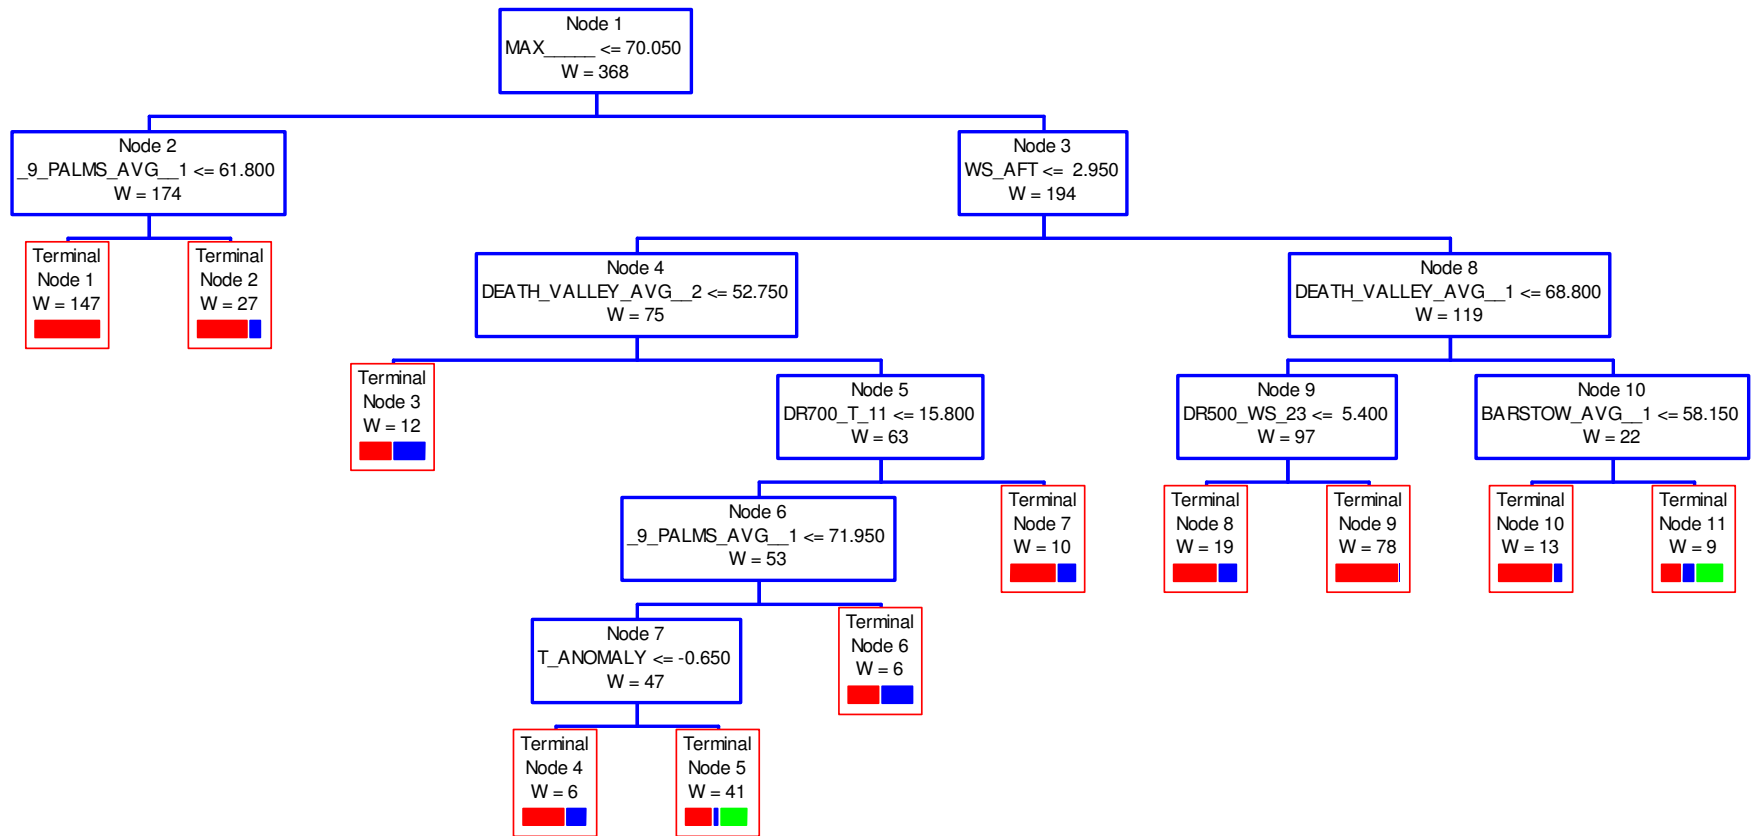 Node 1
MAX_____ <= 70.050
W = 368
Node 2
_9_PALMS_AVG__1 <= 61.800
W = 174
Node 3
WS_AFT <= 2.950
W = 194
Terminal
Node 1
W = 147
Terminal
Node 2
W = 27
Node 4
DEATH_VALLEY_AVG__2 <= 52.750
W = 75
Node 8
DEATH_VALLEY_AVG__1 <= 68.800
W = 119
Terminal
Node 3
W = 12
Node 5
DR700_T_11 <= 15.800
W = 63
Node 9
DR500_WS_23 <= 5.400
W = 97
Node 10
BARSTOW_AVG__1 <= 58.150
W = 22
Node 6
_9_PALMS_AVG__1 <= 71.950
W = 53
Terminal
Node 7
W = 10
Terminal
Node 8
W = 19
Terminal
Node 9
W = 78
Terminal
Node 10
W = 13
Terminal
Node 11
W = 9
Node 7
T_ANOMALY <= -0.650
W = 47
Terminal
Node 6
W = 6
Terminal
Node 4
W = 6
Terminal
Node 5
W = 41